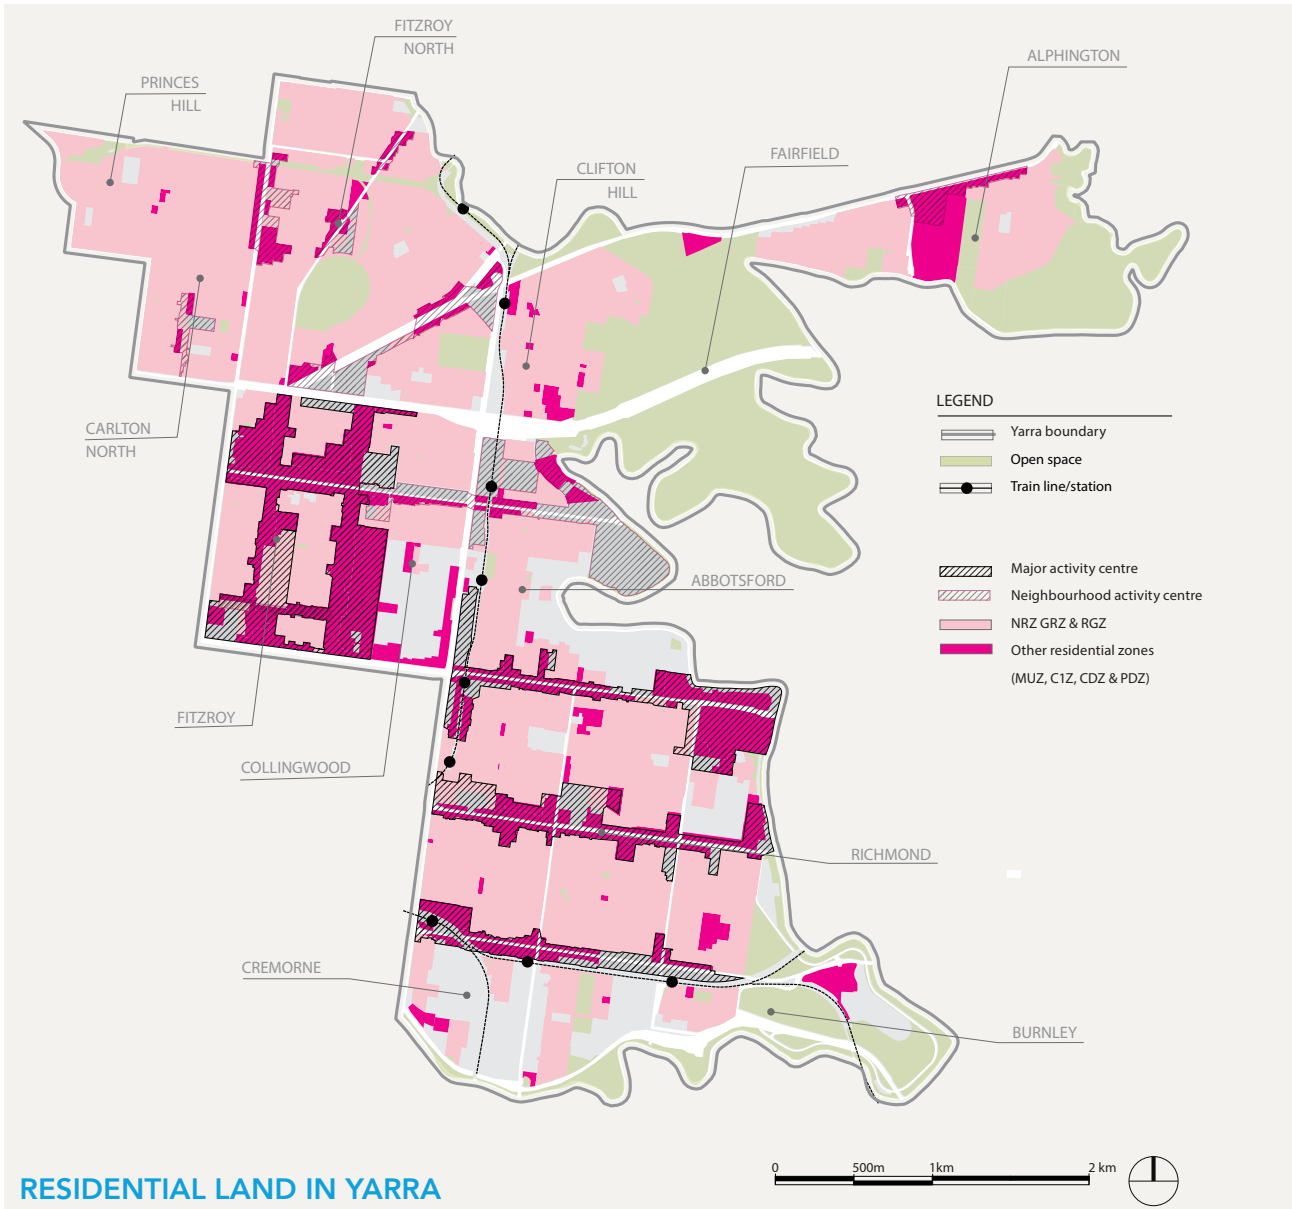 FITZROY
NORTH
PRINCES
HILL
ALPHINGTON
FAIRFIELD
CLIFTON
HILL
CARLTON
NORTH
LEGEND
Yarra boundary
Open space
Train line/station
Major activity centre
Neighbourhood activity centre
NRZ GRZ & RGZ
Other residential zones
(MUZ, C1Z, CDZ & PDZ)
ABBOTSFORD
FITZROY
COLLINGWOOD
RICHMOND
CREMORNE
BURNLEY
0 500m 1km 2 km
RESIDENTIAL LAND IN YARRA